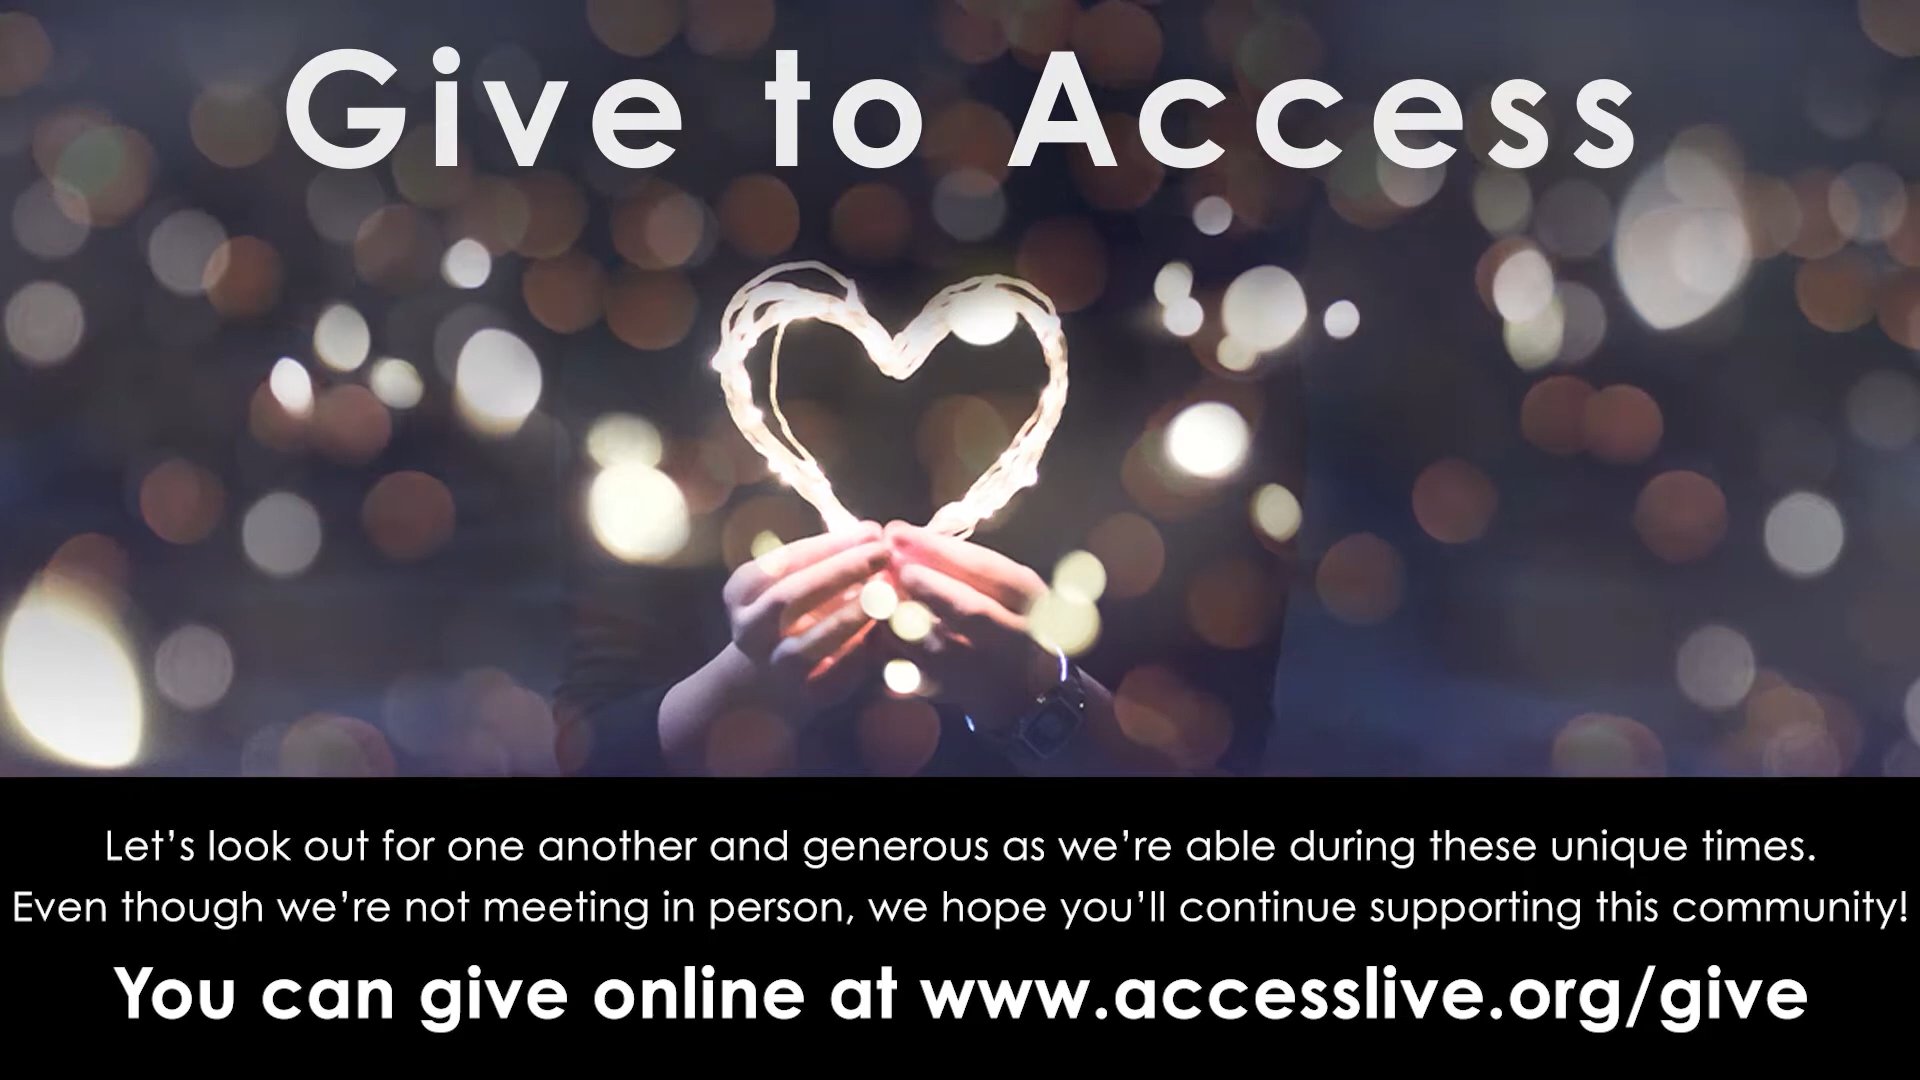 Give to Access
Let’s look out for one another and generous as we’re able during these unique times.
Even though we’re not meeting in person, we hope you’ll continue supporting this community!
You can give online at www.accesslive.org/give